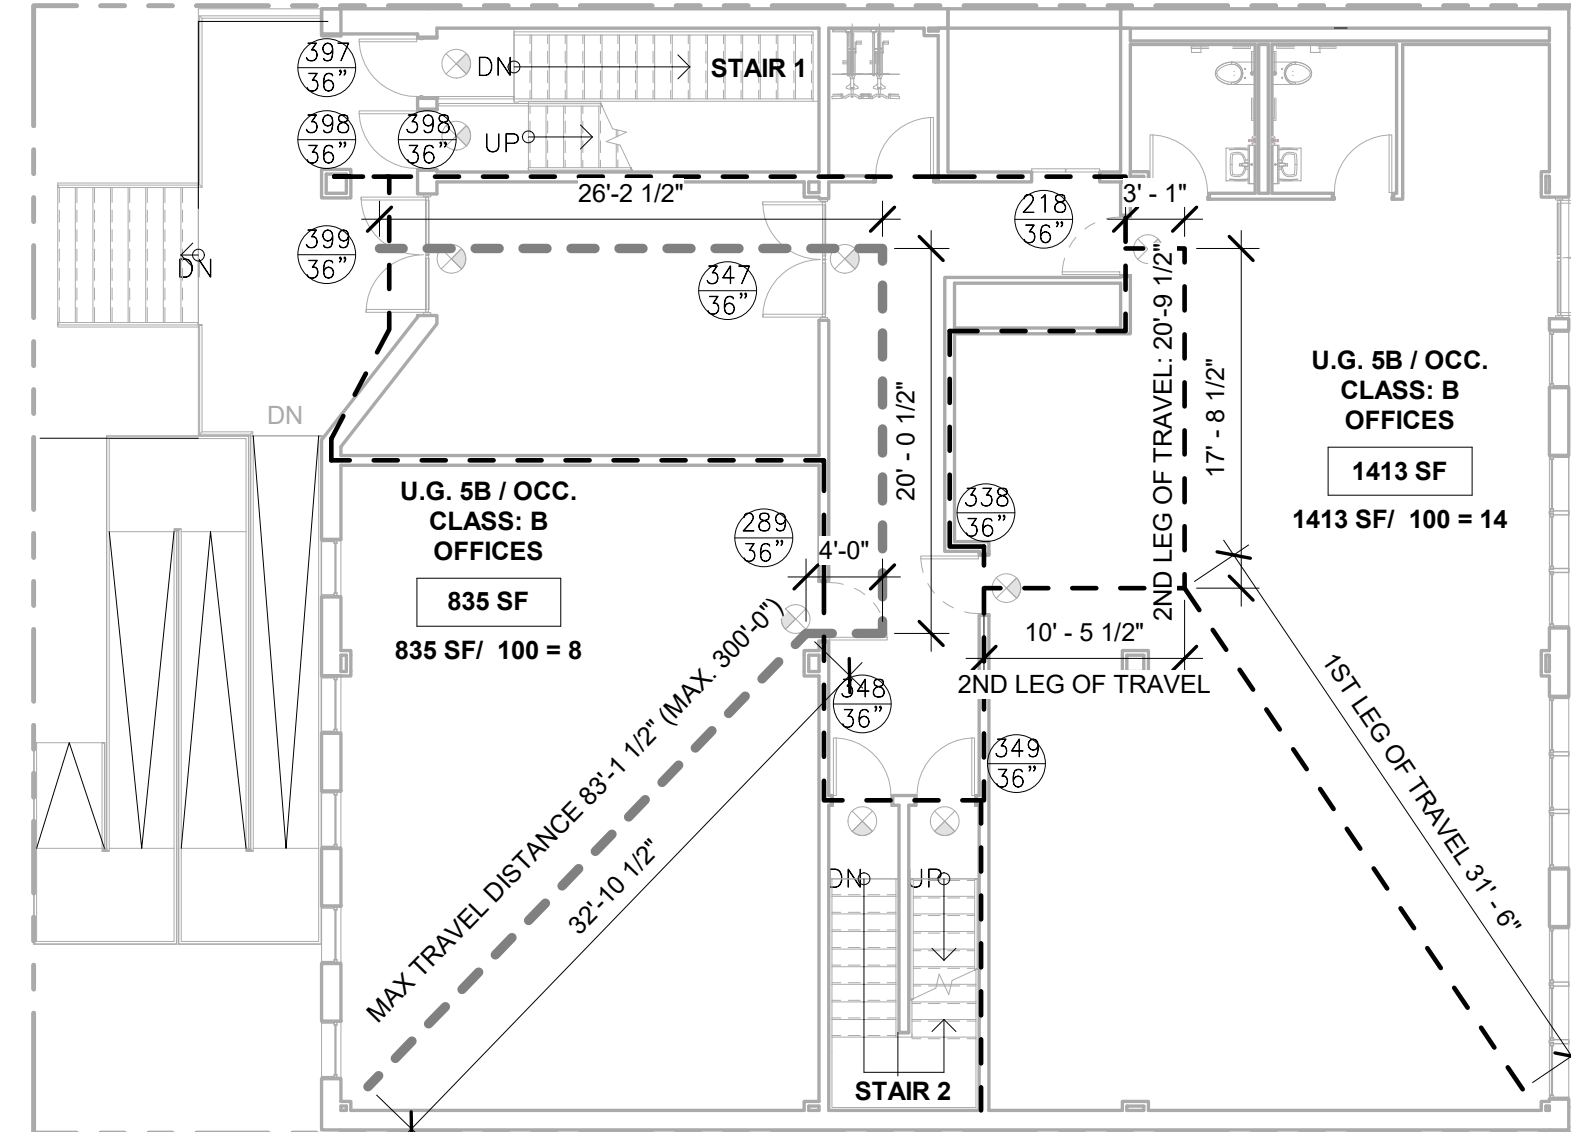 397
36"
DN
STAIR 1
398
36"
398
36"
UP
26'-2 1/2"
3' - 1"
218
36"
399
36"
DN
347
36"
2ND LEG OF TRAVEL: 20'-9 1/2"
17' - 8 1/2"
20' - 0 1/2"
DN
U.G. 5B / OCC.
CLASS: B
OFFICES
1413 SF
1413 SF/ 100 = 14
U.G. 5B / OCC.
CLASS: B
OFFICES
835 SF
835 SF/ 100 = 8
289
36"
4'-0"
338
36"
10' - 5 1/2"
2ND LEG OF TRAVEL
348
36"
349
36"
MAX TRAVEL DISTANCE 83'-1 1/2" (MAX. 300'-0")
32'-10 1/2"
1ST LEG OF TRAVEL 31' - 6"
DN
UP
STAIR 2